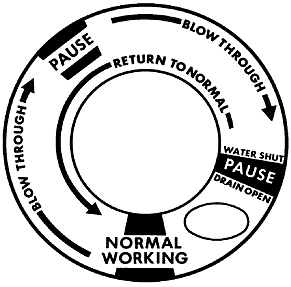 PAUSE
BLOW THROUGH
RETURN TO NORMAL
WATER SHUT
PAUSE
DRAIN OPEN
BLOW THROUGH
NORMAL
WORKING